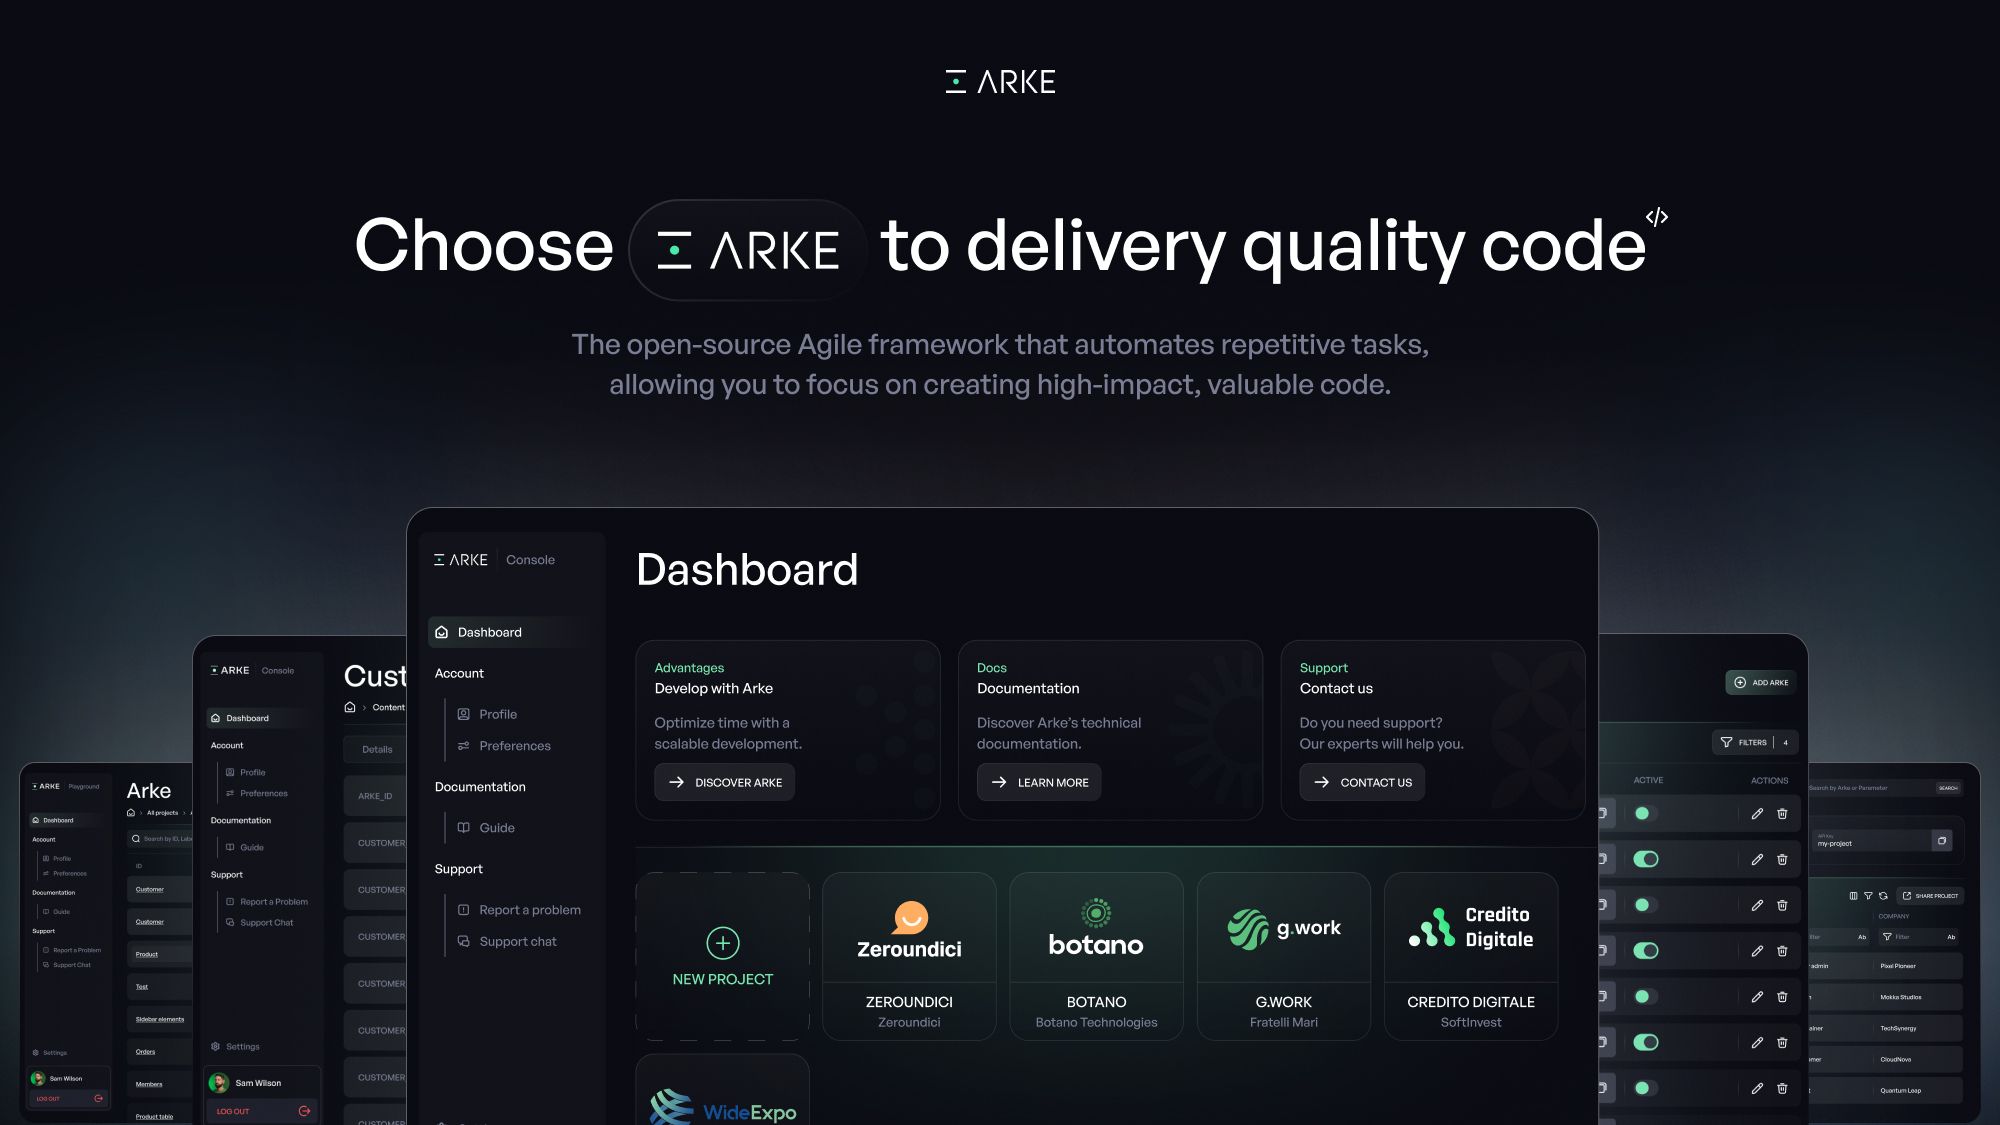 ARKE
Choose ARKE to delivery quality code </>
The open-source Agile framework that automates repetitive tasks,
allowing you to focus on creating high-impact, valuable code.
ARKE Console
Dashboard
Account
Profile
Preferences
Documentation
Guide
Support
Report a problem
Support chat
Dashboard
Advantages
Develop with Arke
Optimize time with a
scalable development.
DISCOVER ARKE
Docs
Documentation
Discover Arke's technical
documentation.
LEARN MORE
Support
Contact us
Do you need support?
Our experts will help you.
CONTACT US
NEW PROJECT
Zeroundici
ZEROUNDICI
Zeroundici
botano
BOTANO
Botano Technologies
g.work
G.WORK
Fratelli Mari
Credito
Digitale
CREDITO DIGITALE
SoftInvest
WideExpo
ARKE Console
Dashboard
Account
Profile
Preferences
Documentation
Guide
Support
Report a Problem
Support Chat
Settings
Sam Wilson
LOG OUT
Cust
Content
Details
ARKE_ID
CUSTOMER
CUSTOMER
CUSTOMER
CUSTOMER
CUSTOMER
CUSTOMER
CUSTOMER
CUSTOMER
ARKE Playground
Dashboard
Account
Profile
Preferences
Documentation
Guide
Support
Report a Problem
Support Chat
Settings
Sam Wilson
LOG OUT
Arke
All projects
Search by ID, Labe
ID
Customer
Customer
Product
Test
Sidebar elements
Orders
Members
Product table
ADD ARKE
FILTERS 4
ACTIVE ACTIONS
Search by Arke or Parameter SEARCH
API Key
my-project
SHARE PROJECT
COMPANY
Ab Filter Ab
admin Pixel Pioneer
Mokka Studios
TechSynergy
CloudNova
Quantum Leap